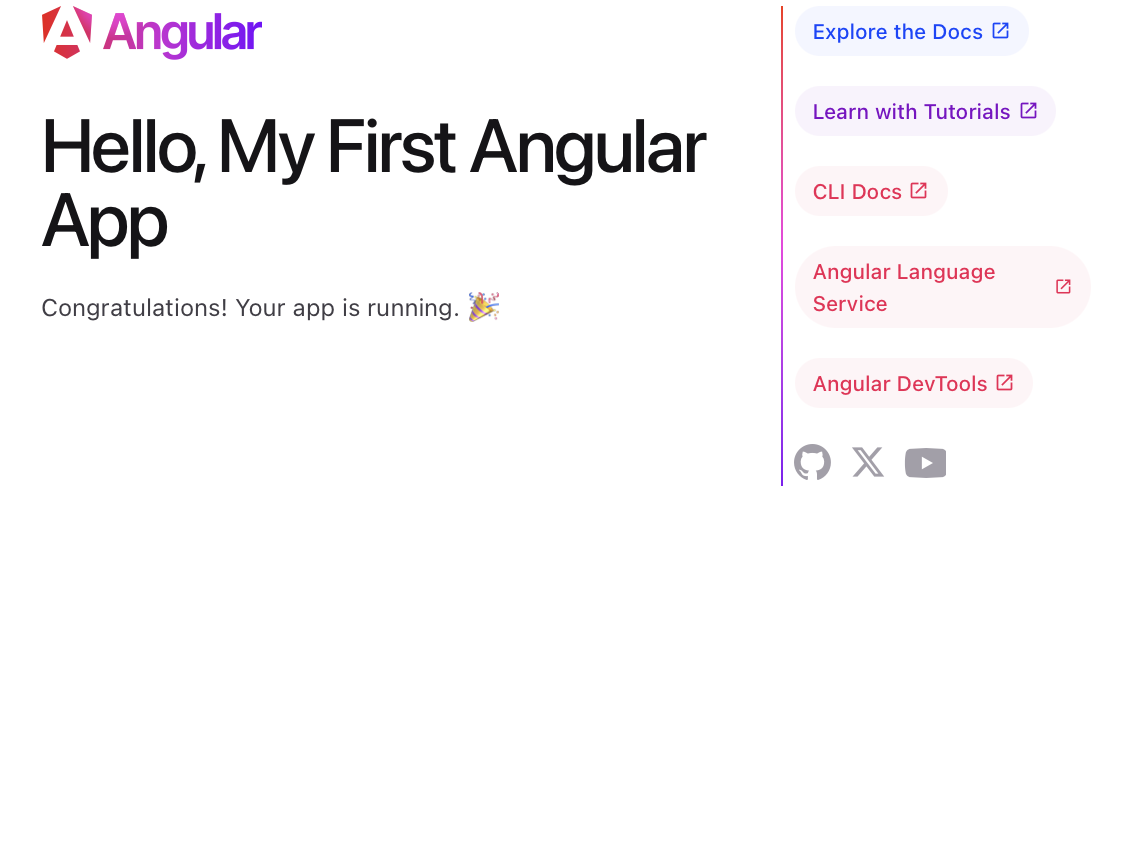 Angular
Hello, My First Angular
App
Congratulations! Your app is running. 🎉
Explore the Docs
Learn with Tutorials
CLI Docs
Angular Language
Service
Angular DevTools